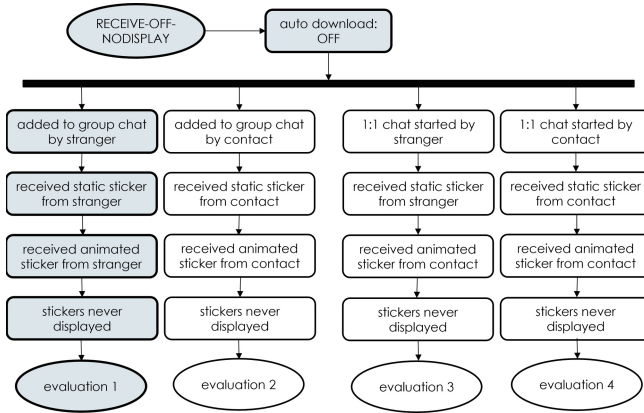 RECEIVE-OFF-
NODISPLAY
auto download:
OFF
added to group chat
by stranger
received static sticker
from stranger
received animated
sticker from stranger
stickers never
displayed
evaluation 1
added to group chat
by contact
received static sticker
from contact
received animated
sticker from contact
stickers never
displayed
evaluation 2
1:1 chat started by
stranger
received static sticker
from stranger
received animated
sticker from contact
stickers never
displayed
evaluation 3
1:1 chat started by
contact
received static sticker
from contact
received animated
sticker from contact
stickers never
displayed
evaluation 4